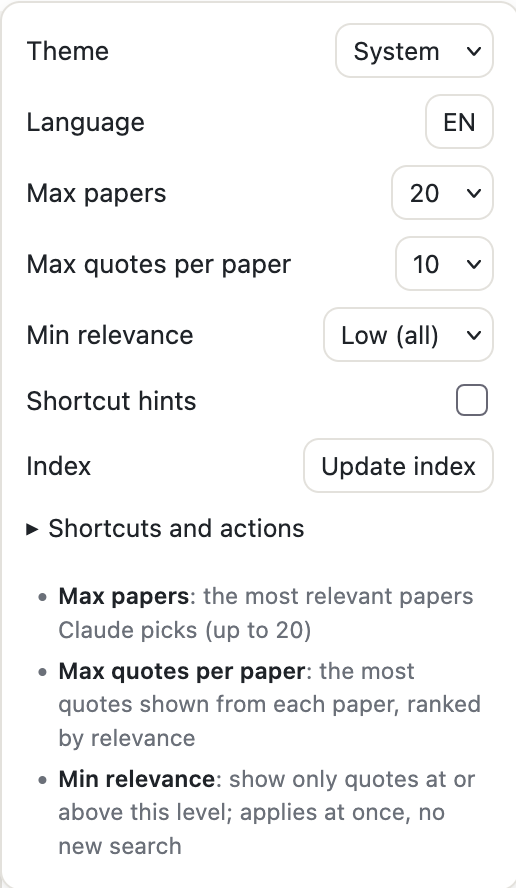 Theme System
Language EN
Max papers 20
Max quotes per paper 10
Min relevance Low (all)
Shortcut hints
Index Update index
▶ Shortcuts and actions
• Max papers: the most relevant papers
Claude picks (up to 20)
• Max quotes per paper: the most
quotes shown from each paper, ranked
by relevance
• Min relevance: show only quotes at or
above this level; applies at once, no
new search